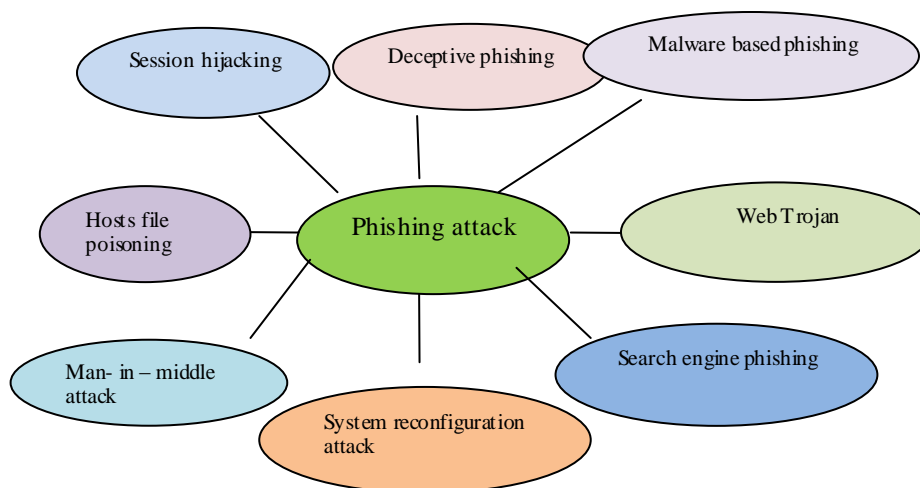 Session hijacking
Deceptive phishing
Malware based phishing
Hosts file
poisoning
Phishing attack
Web Trojan
Man- in – middle
attack
System reconfiguration
attack
Search engine phishing